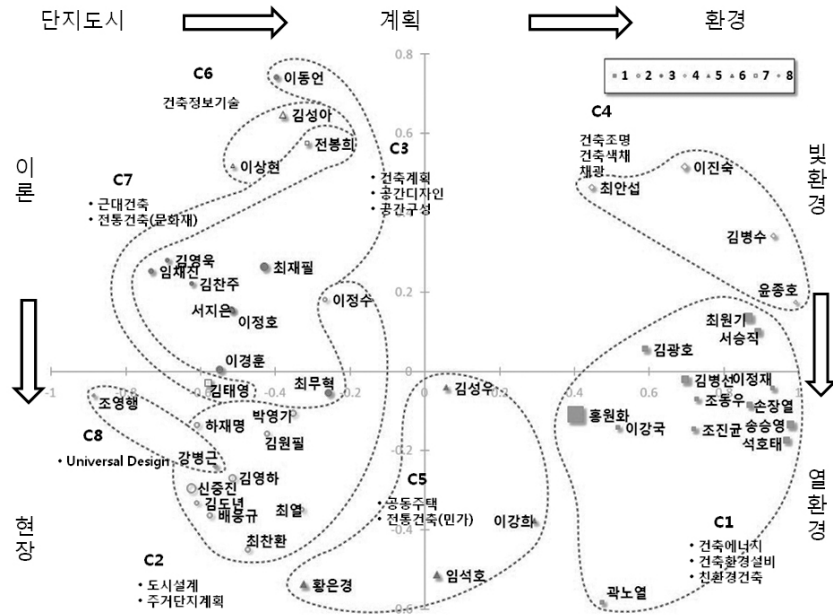 단지도시 계획 환경
0.8
1 2 3 4 5 6 7 8
C6
건축정보기술
이동언
김성아
전봉희
이상현
0.6
C3
• 건축계획
• 공간디자인
• 공간구성
C4
건축조명
건축색채
채광
이진숙
최안섭
김병수
윤종호
이론
빛환경
C7
• 근대건축
• 전통건축(문화재)
0.4
김영욱
임채진
김찬주
최재필
서지은
이정호
이정수
0.2
최원기
서승직
김광호
이경훈
김태영
최무혁
김성우
김병선
이정재
-0.8 -0.6 -0.4 -0.2 0 0.2 0.4 0.6 0.8 1
조영행
하재명
박영기
김원필
홍원화
이강국
조동우
손장열
조진균
송승영
석호태
-0.2
C8
• Universal Design
강병근
김영하
신중진
김도년
배웅규
최열
최찬환
C5
• 공동주택
• 전통건축(민가)
이강희
-0.4
황은경
임석호
곽노열
현장
열환경
C2
• 도시설계
• 주거단지계획
C1
• 건축에너지
• 건축환경설비
• 친환경건축
-0.6